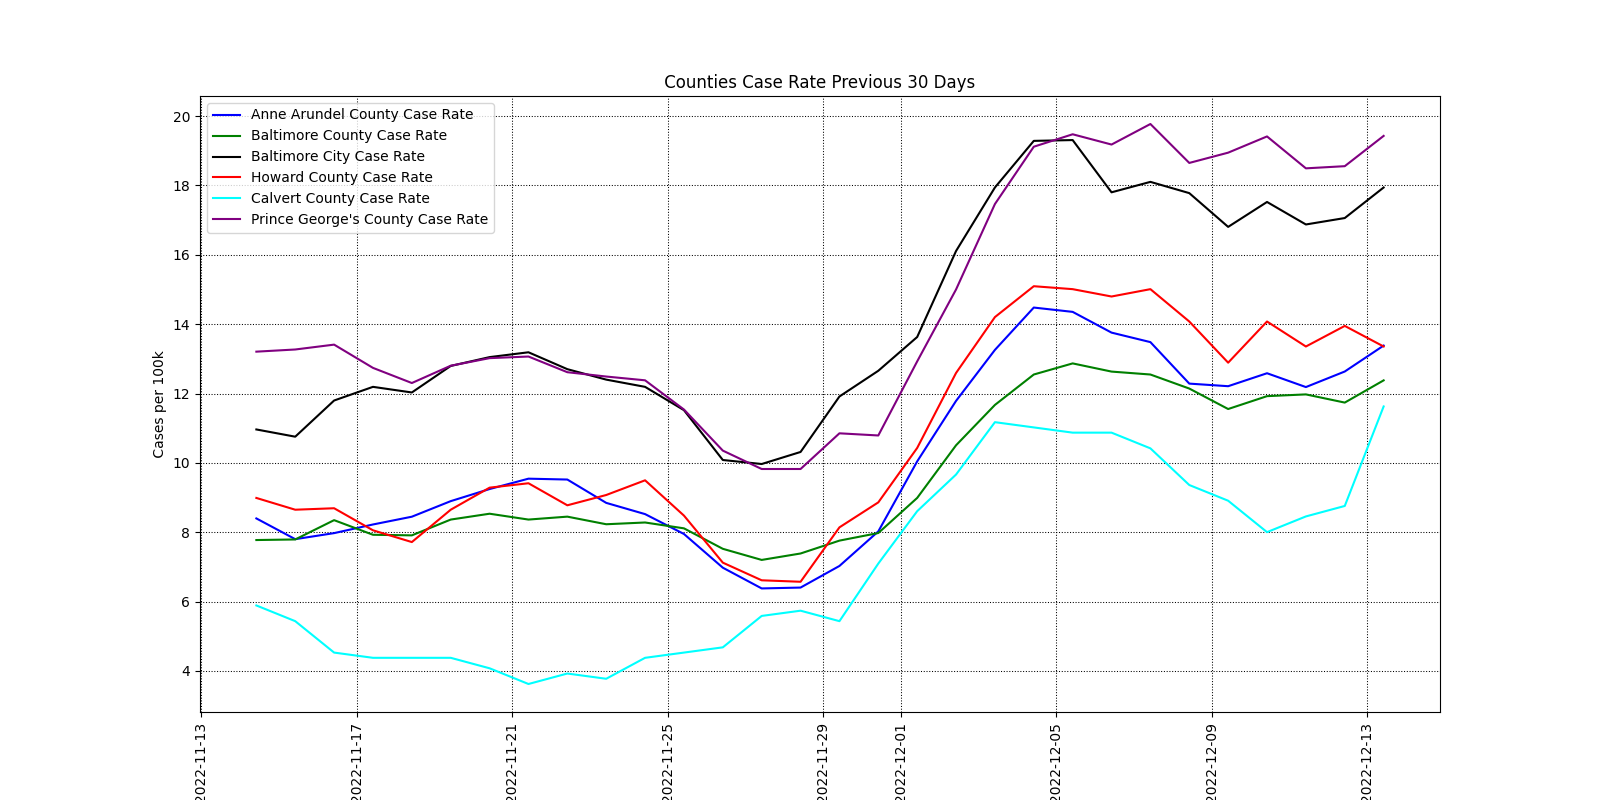 Counties Case Rate Previous 30 Days
Anne Arundel County Case Rate
Baltimore County Case Rate
Baltimore City Case Rate
Howard County Case Rate
Calvert County Case Rate
Prince George's County Case Rate
Cases per 100k
20
18
16
14
12
10
8
6
4
2022-11-13
2022-11-17
2022-11-21
2022-11-25
2022-11-29
2022-12-01
2022-12-05
2022-12-09
2022-12-13